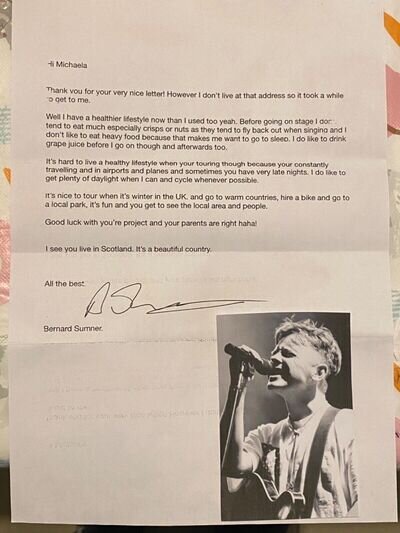 Hi Michaela
Thank you for your very nice letter! However I don't live at that address so it took a while
to get to me.
Well I have a healthier lifestyle now than I used too yeah. Before going on stage I don't
tend to eat much especially crisps or nuts as they tend to fly back out when singing and I
don't like to eat heavy food because that makes me want to go to sleep. I do like to drink
grape juice before I go on though and afterwards too.
It's hard to live a healthy lifestyle when your touring though because your constantly
travelling and in airports and planes and sometimes you have very late nights. I do like to
get plenty of daylight when I can and cycle whenever possible.
It's nice to tour when it's winter in the UK, and go to warm countries, hire a bike and go to
a local park, it's fun and you get to see the local area and people.
Good luck with you're project and your parents are right haha!
I see you live in Scotland. It's a beautiful country.
All the best
Bernard Sumner.